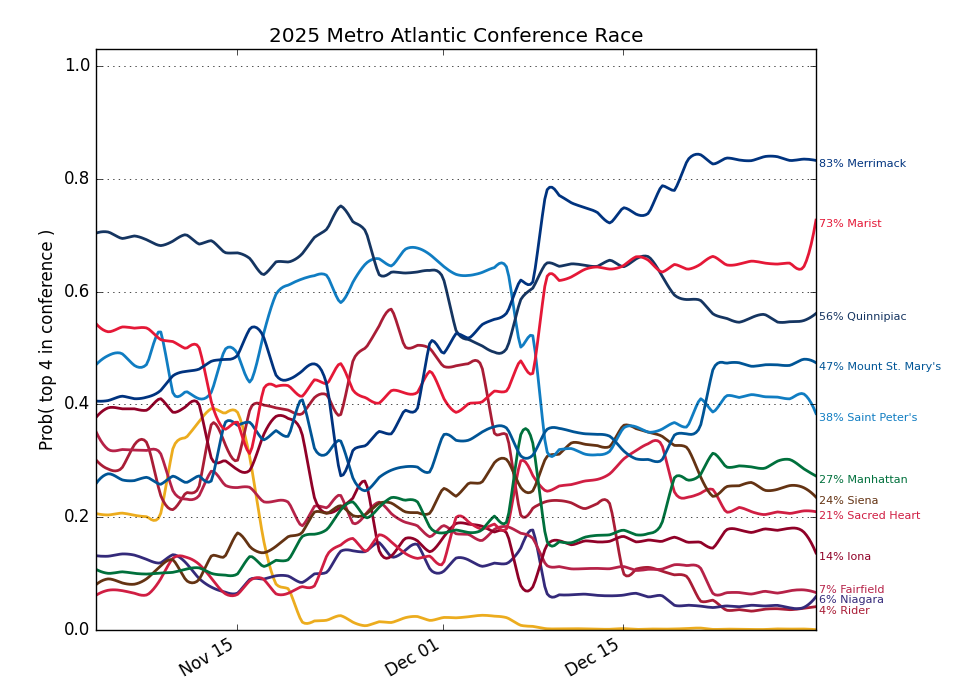 2025 Metro Atlantic Conference Race
Prob( top 4 in conference )
1.0
0.8
0.6
0.4
0.2
0.0
Nov 15
Dec 01
Dec 15
83% Merrimack
73% Marist
56% Quinnipiac
47% Mount St. Mary's
38% Saint Peter's
27% Manhattan
24% Siena
21% Sacred Heart
14% Iona
7% Fairfield
6% Niagara
4% Rider